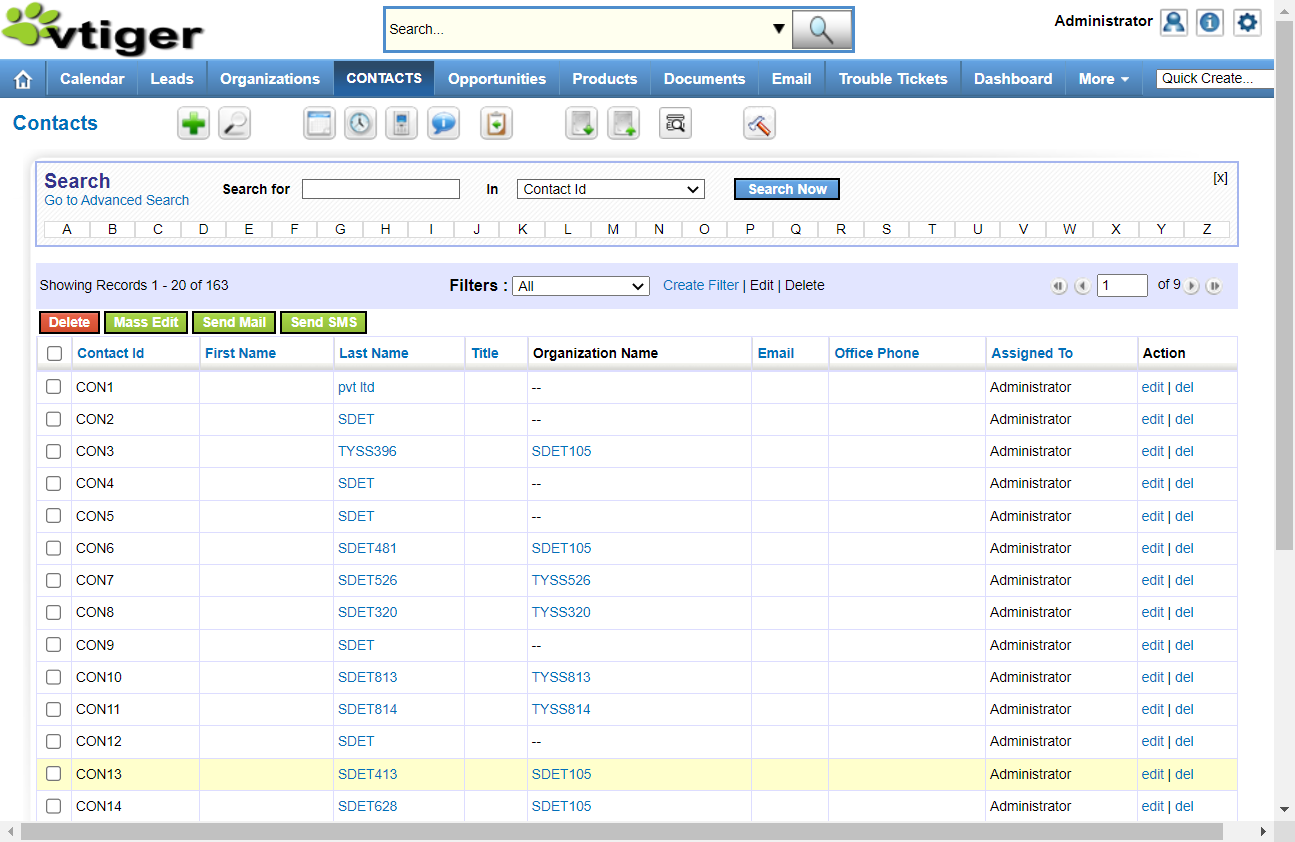 vtiger
Search...
Administrator
Calendar Leads Organizations CONTACTS Opportunities Products Documents Email Trouble Tickets Dashboard More Quick Create...
Contacts
Search
Go to Advanced Search
Search for In Contact Id Search Now [x]
A B C D E F G H I J K L M N O P Q R S T U V W X Y Z
Showing Records 1 - 20 of 163 Filters : All Create Filter | Edit | Delete 1 of 9
Delete Mass Edit Send Mail Send SMS
Contact Id First Name Last Name Title Organization Name Email Office Phone Assigned To Action
CON1 pvt ltd -- Administrator edit | del
CON2 SDET -- Administrator edit | del
CON3 TYSS396 SDET105 Administrator edit | del
CON4 SDET -- Administrator edit | del
CON5 SDET -- Administrator edit | del
CON6 SDET481 SDET105 Administrator edit | del
CON7 SDET526 TYSS526 Administrator edit | del
CON8 SDET320 TYSS320 Administrator edit | del
CON9 SDET -- Administrator edit | del
CON10 SDET813 TYSS813 Administrator edit | del
CON11 SDET814 TYSS814 Administrator edit | del
CON12 SDET -- Administrator edit | del
CON13 SDET413 SDET105 Administrator edit | del
CON14 SDET628 SDET105 Administrator edit | del